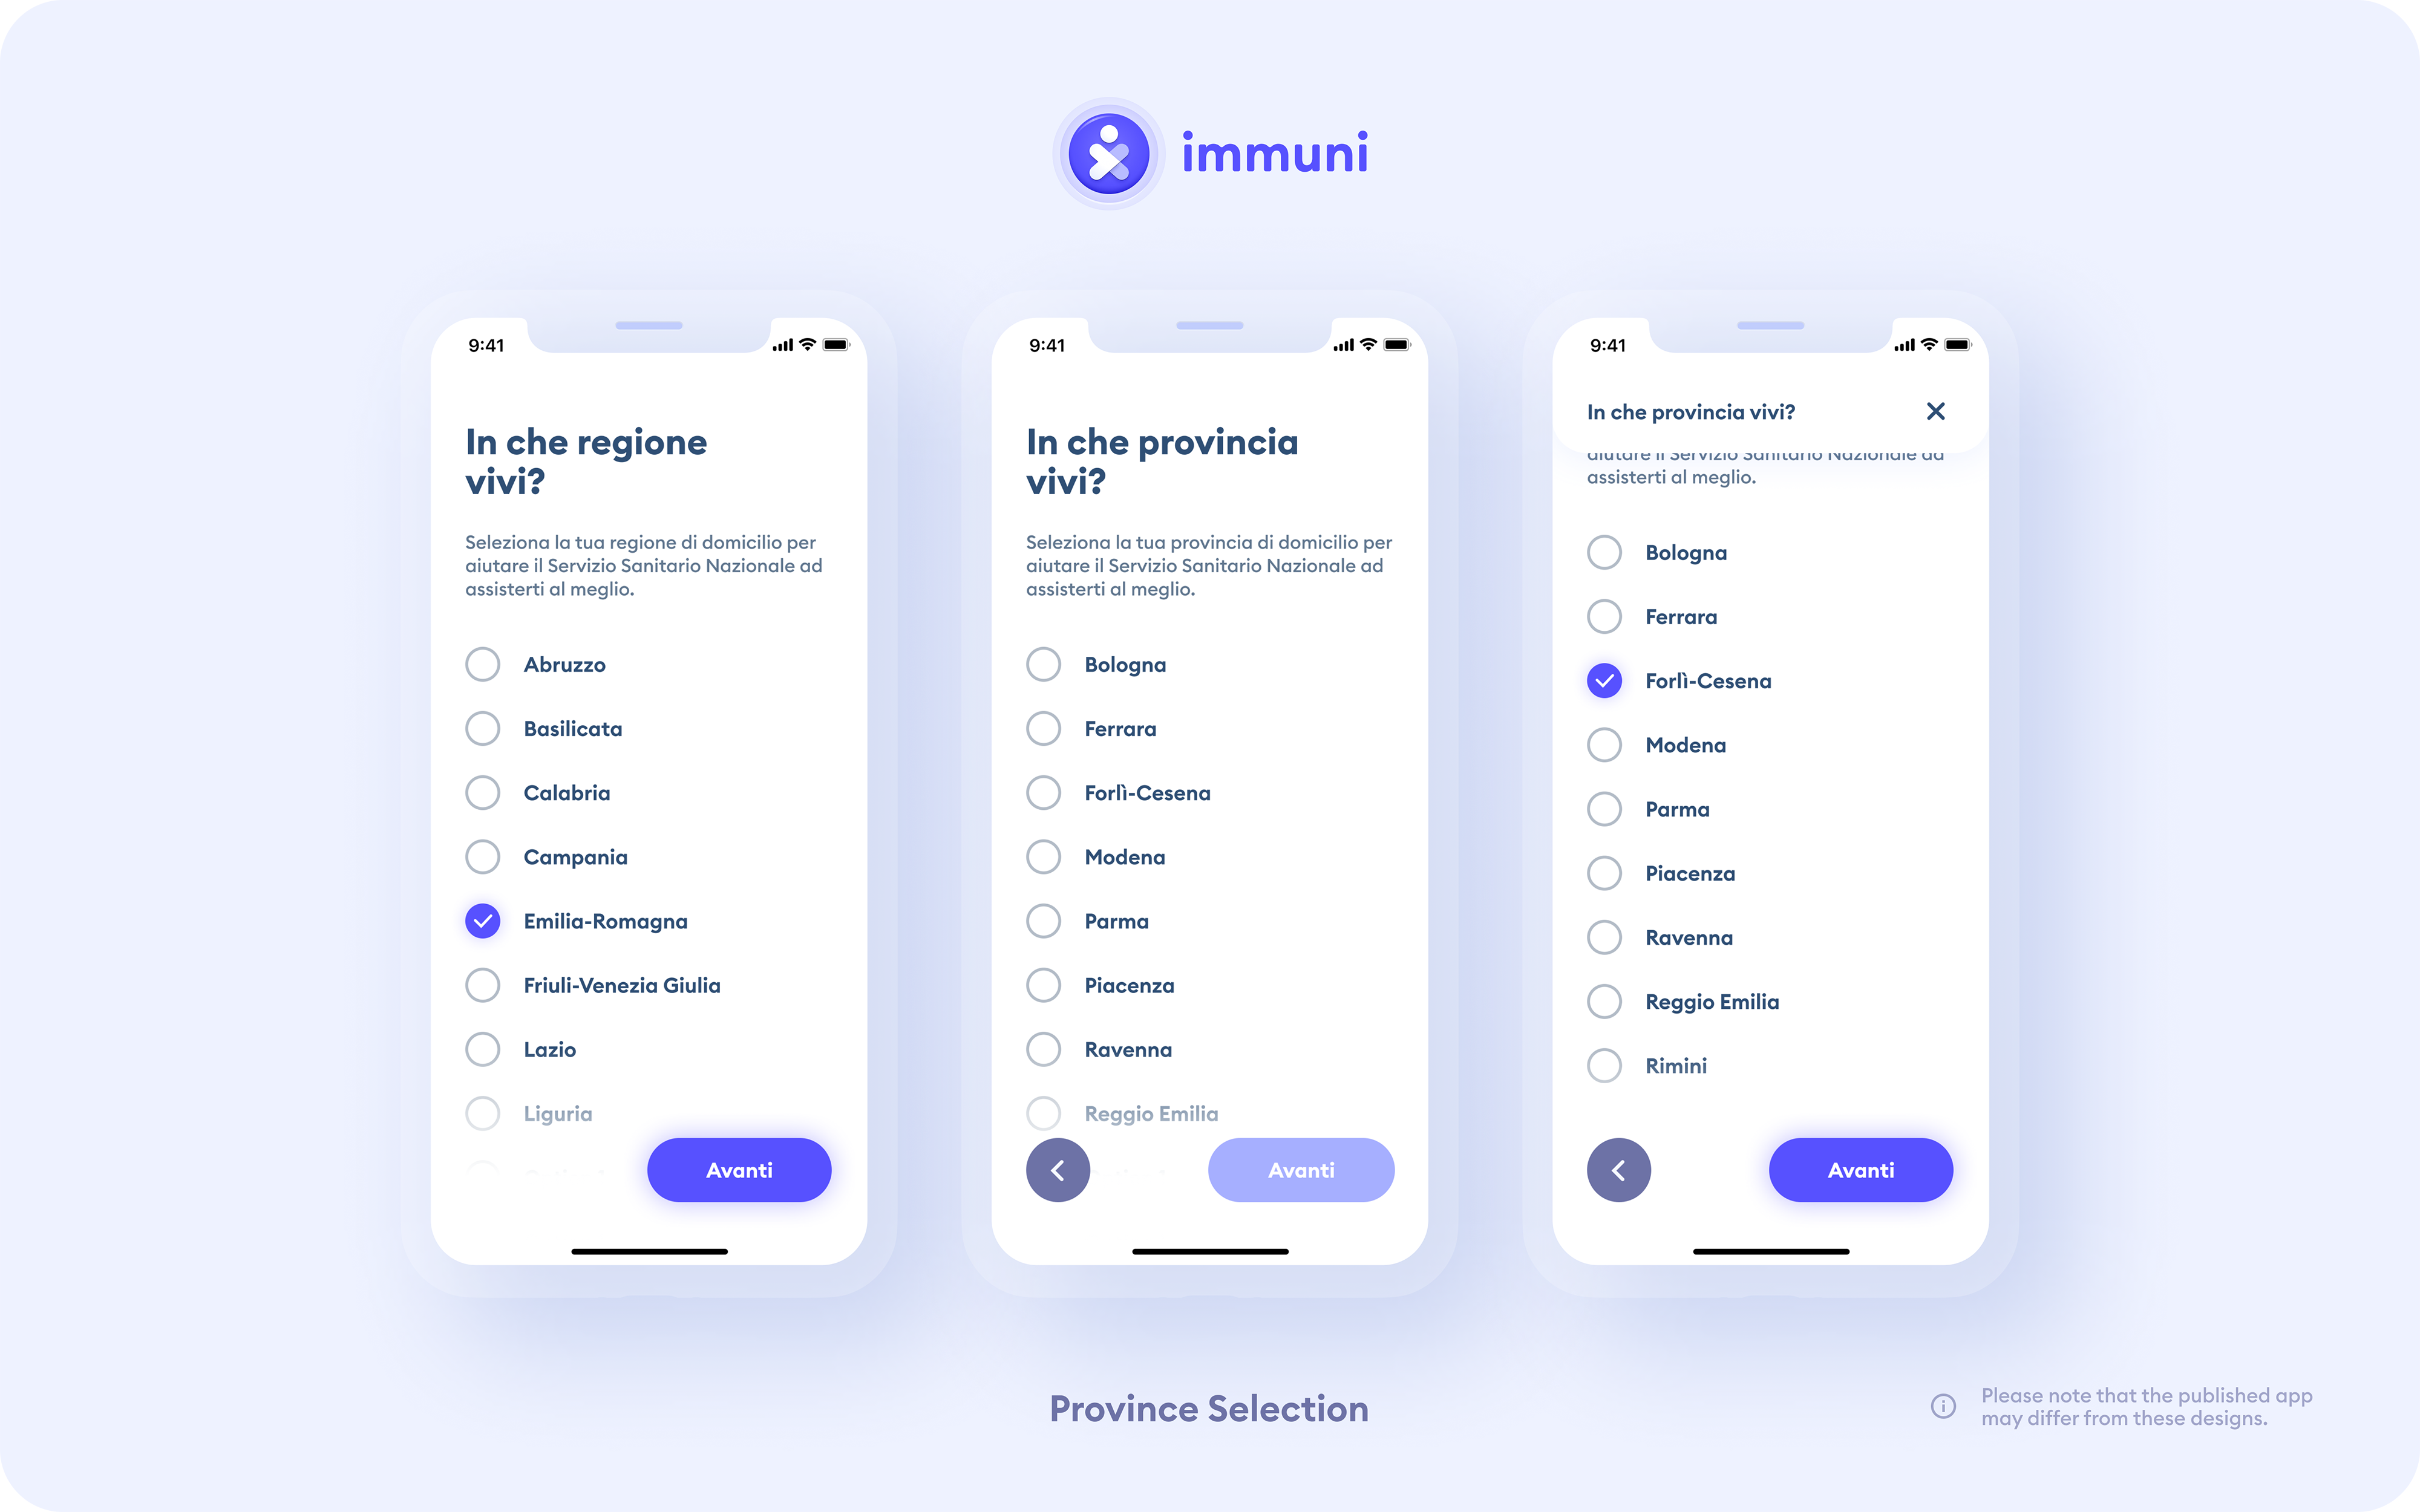 immuni
9:41
In che regione
vivi?
Seleziona la tua regione di domicilio per
aiutare il Servizio Sanitario Nazionale ad
assisterti al meglio.
Abruzzo
Basilicata
Calabria
Campania
Emilia-Romagna
Friuli-Venezia Giulia
Lazio
Liguria
Avanti
9:41
In che provincia
vivi?
Seleziona la tua provincia di domicilio per
aiutare il Servizio Sanitario Nazionale ad
assisterti al meglio.
Bologna
Ferrara
Forlì-Cesena
Modena
Parma
Piacenza
Ravenna
Reggio Emilia
Avanti
9:41
In che provincia vivi?
aiutare il Servizio Sanitario Nazionale ad
assisterti al meglio.
Bologna
Ferrara
Forlì-Cesena
Modena
Parma
Piacenza
Ravenna
Reggio Emilia
Rimini
Avanti
Province Selection
Please note that the published app
may differ from these designs.